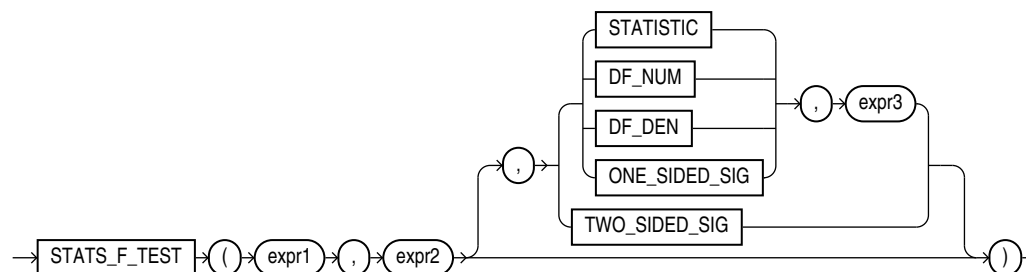 STATISTIC
DF_NUM
, expr3
DF_DEN
,
ONE_SIDED_SIG
TWO_SIDED_SIG
STATS_F_TEST ( expr1 , expr2 )